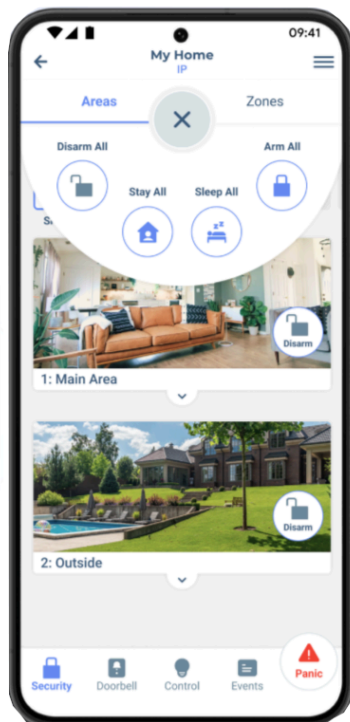 09:41
My Home
IP
Areas
Zones
Disarm All
Arm All
Stay All
Sleep All
Disarm
1: Main Area
Disarm
2: Outside
Security
Doorbell
Control
Events
Panic